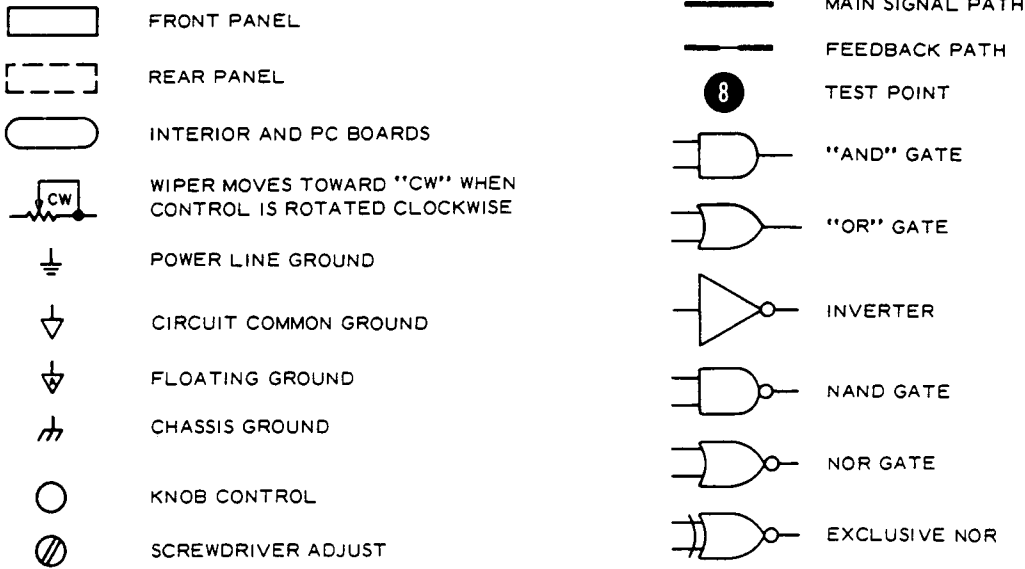 FRONT PANEL
REAR PANEL
INTERIOR AND PC BOARDS
CW
WIPER MOVES TOWARD "CW" WHEN
CONTROL IS ROTATED CLOCKWISE
POWER LINE GROUND
CIRCUIT COMMON GROUND
A
FLOATING GROUND
CHASSIS GROUND
KNOB CONTROL
SCREWDRIVER ADJUST
MAIN SIGNAL PATH
FEEDBACK PATH
8
TEST POINT
"AND" GATE
"OR" GATE
INVERTER
NAND GATE
NOR GATE
EXCLUSIVE NOR